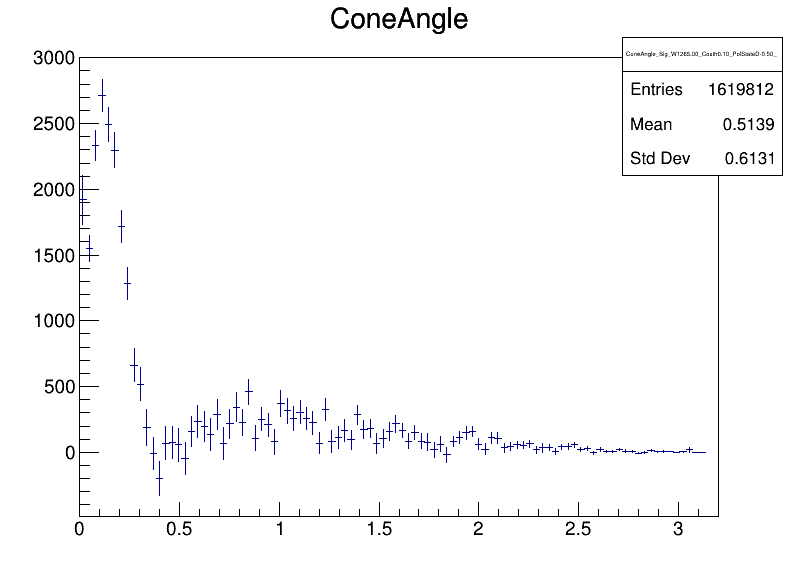 ConeAngle
ConeAngle_Sig_W1265.00_Costh0.10_PolStateD-0.50_
Entries 1619812
Mean 0.5139
Std Dev 0.6131
3000
2500
2000
1500
1000
500
0
0 0.5 1 1.5 2 2.5 3